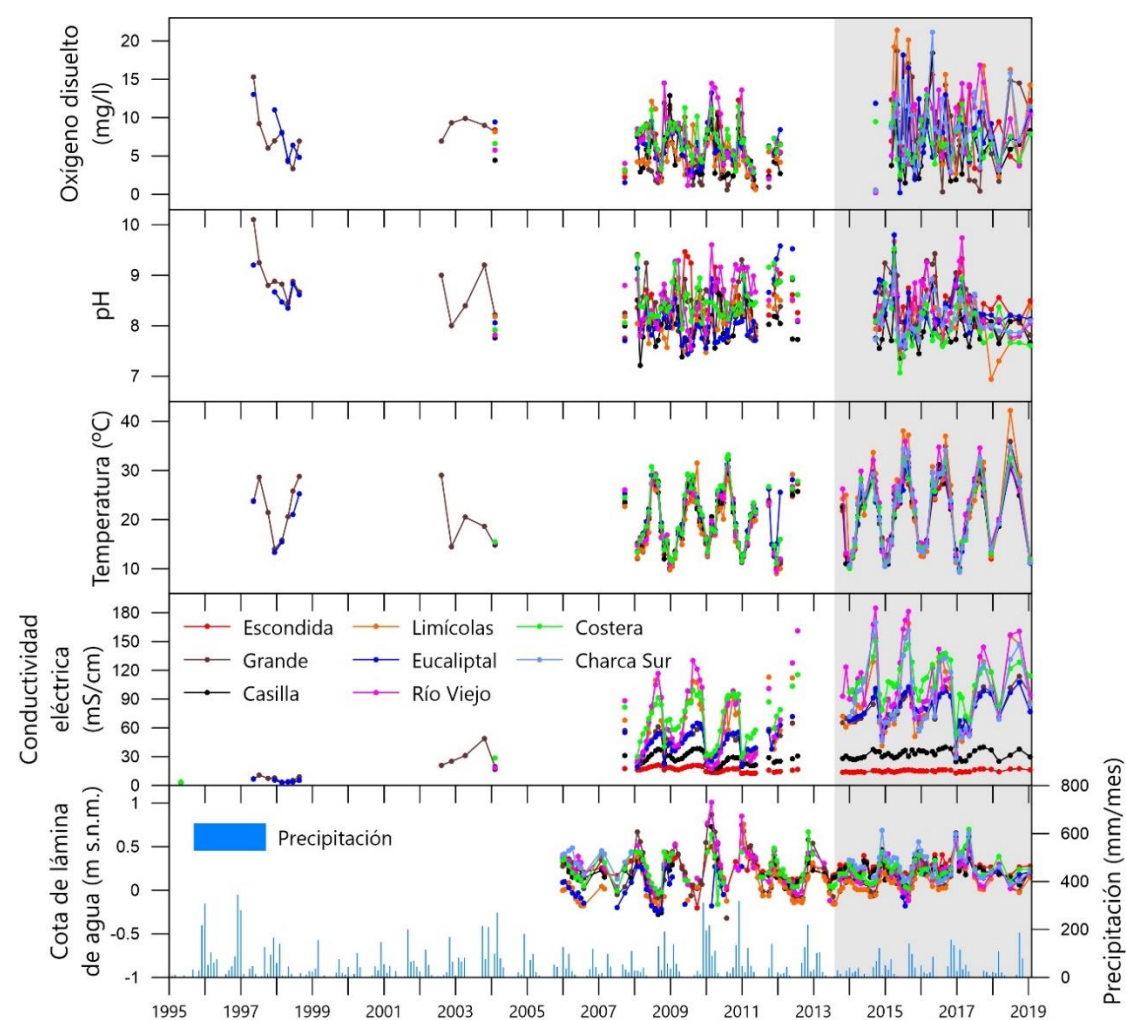 Oxígeno disuelto
(mg/l)
20
15
10
5
0
pH
10
9
8
7
Temperatura (ºC)
40
30
20
10
Conductividad
eléctrica
(mS/cm)
180
150
120
90
60
30
0
Escondida
Limícolas
Costera
Grande
Eucaliptal
Charca Sur
Casilla
Río Viejo
Cota de lámina
de agua (m s.n.m.)
1
0.5
0
-0.5
-1
Precipitación
800
600
400
200
0
Precipitación (mm/mes)
1995
1997
1999
2001
2003
2005
2007
2009
2011
2013
2015
2017
2019